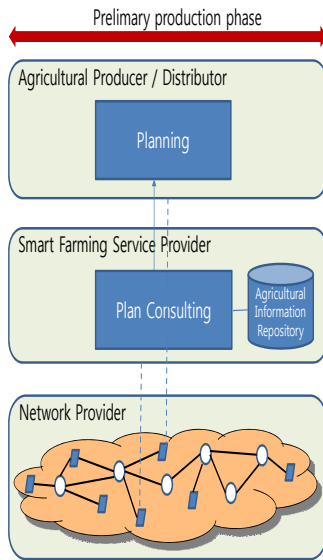 Prelimary production phase
Agricultural Producer / Distributor
Planning
Smart Farming Service Provider
Plan Consulting
Agricultural
Information
Repository
Network Provider